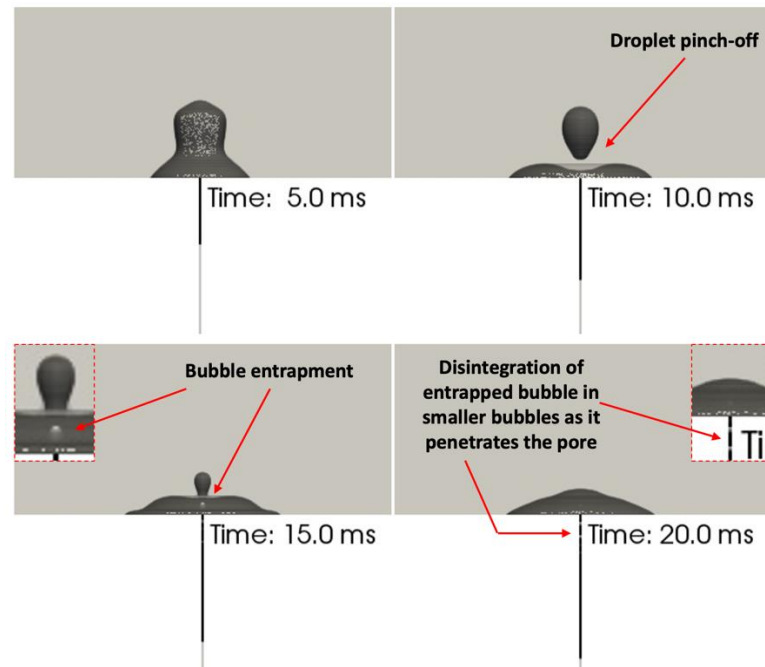 Droplet pinch-off
Time: 5.0 ms
Time: 10.0 ms
Bubble entrapment
Disintegration of
entrapped bubble in
smaller bubbles as it
penetrates the pore
Ti
Time: 15.0 ms
Time: 20.0 ms